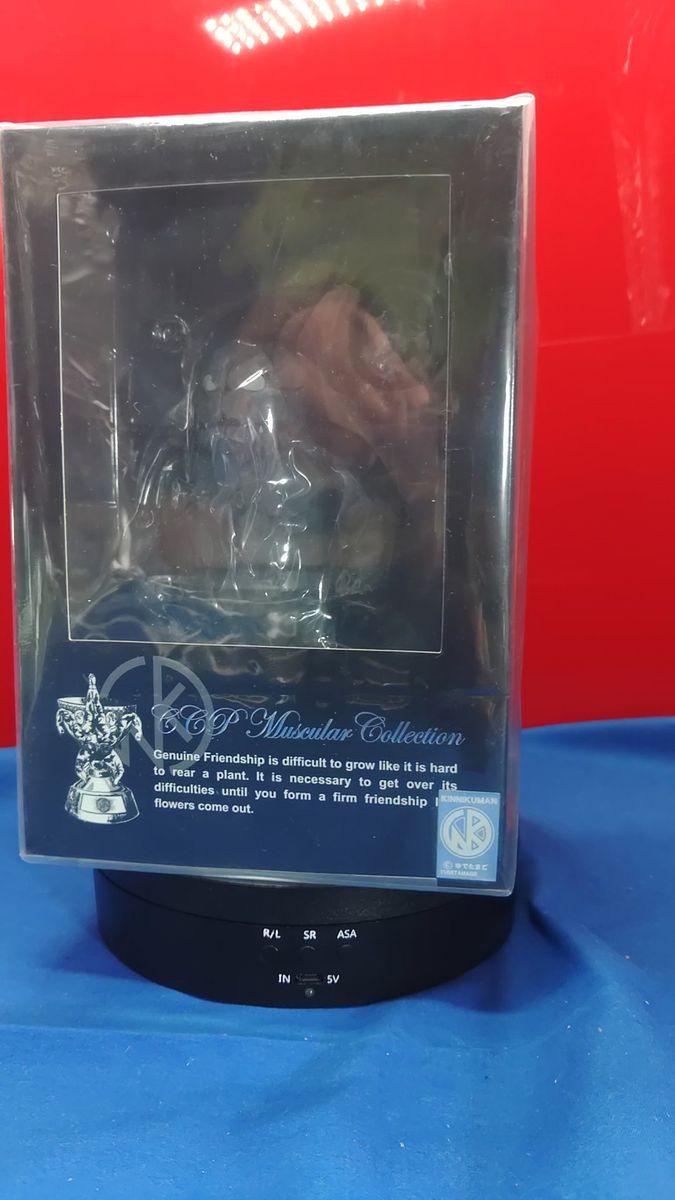 CCP Muscular Collection
Genuine Friendship is difficult to grow like it is hard
to rear a plant. It is necessary to get over its
difficulties until you form a firm friendship
flowers come out.
KINNIKUMAN
© ゆでたまご
YUDETAMAGO
R/L SR ASA
IN 5V